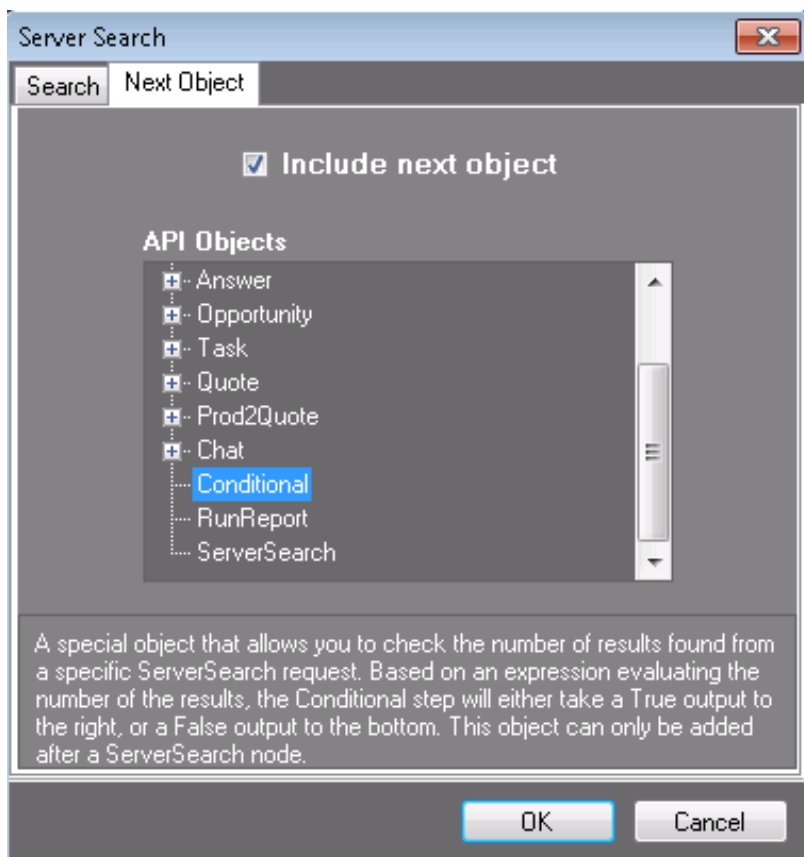 Server Search
Search
Next Object
Include next object
API Objects
Answer
Opportunity
Task
Quote
Prod2Quote
Chat
Conditional
RunReport
ServerSearch
A special object that allows you to check the number of results found from
a specific ServerSearch request. Based on an expression evaluating the
number of the results, the Conditional step will either take a True output to
the right, or a False output to the bottom. This object can only be added
after a ServerSearch node.
OK
Cancel